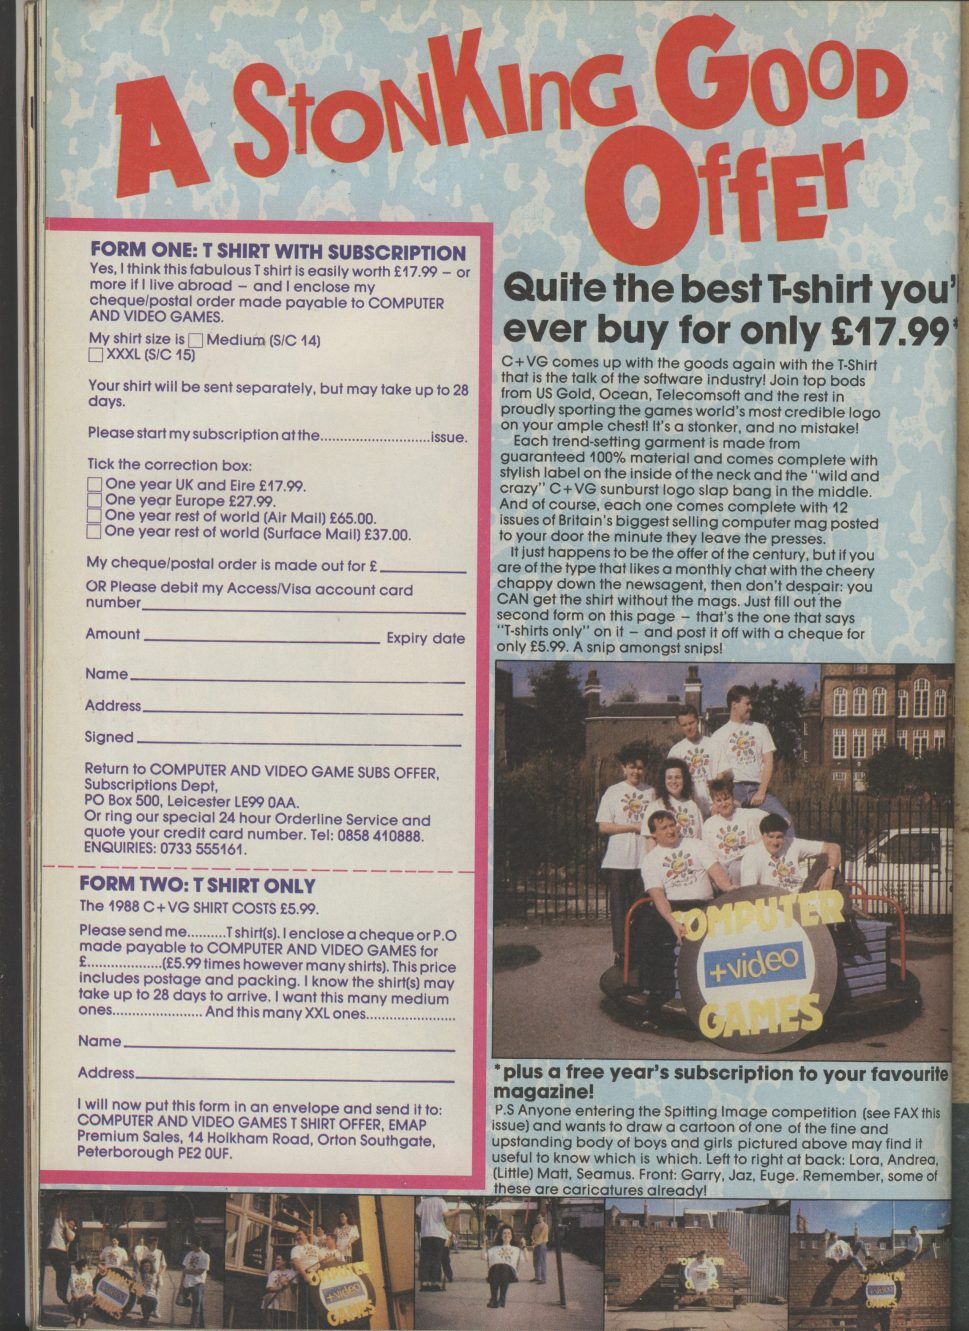 A STONKING GOOD
OFFER
FORM ONE: T SHIRT WITH SUBSCRIPTION
Yes, I think this fabulous T shirt is easily worth £17.99 – or
more if I live abroad – and I enclose my
cheque/postal order made payable to COMPUTER
AND VIDEO GAMES.
My shirt size is Medium (S/C 14)
XXXL (S/C 15)
Your shirt will be sent separately, but may take up to 28
days.
Please start my subscription at the............................issue.
Tick the correction box:
One year UK and Eire £17.99.
One year Europe £27.99.
One year rest of world (Air Mail) £65.00.
One year rest of world (Surface Mail) £37.00.
My cheque/postal order is made out for £__________
OR Please debit my Access/Visa account card
number__________
Amount __________ Expiry date
Name__________
Address__________
Signed __________
Return to COMPUTER AND VIDEO GAME SUBS OFFER,
Subscriptions Dept,
PO Box 500, Leicester LE99 0AA.
Or ring our special 24 hour Orderline Service and
quote your credit card number. Tel: 0858 410888.
ENQUIRIES: 0733 555161.
FORM TWO: T SHIRT ONLY
The 1988 C+VG SHIRT COSTS £5.99.
Please send me..........T shirt(s). I enclose a cheque or P.O
made payable to COMPUTER AND VIDEO GAMES for
£...................(£5.99 times however many shirts). This price
includes postage and packing. I know the shirt(s) may
take up to 28 days to arrive. I want this many medium
ones....................... And this many XXL ones.......................
Name__________
Address__________
I will now put this form in an envelope and send it to:
COMPUTER AND VIDEO GAMES T SHIRT OFFER, EMAP
Premium Sales, 14 Holkham Road, Orton Southgate,
Peterborough PE2 0UF.
Quite the best T-shirt you'
ever buy for only £17.99*
C+VG comes up with the goods again with the T-Shirt
that is the talk of the software industry! Join top bods
from US Gold, Ocean, Telecomsoft and the rest in
proudly sporting the games world's most credible logo
on your ample chest! It's a stonker, and no mistake!
Each trend-setting garment is made from
guaranteed 100% material and comes complete with
stylish label on the inside of the neck and the "wild and
crazy" C+VG sunburst logo slap bang in the middle.
And of course, each one comes complete with 12
issues of Britain's biggest selling computer mag posted
to your door the minute they leave the presses.
It just happens to be the offer of the century, but if you
are of the type that likes a monthly chat with the cheery
chappy down the newsagent, then don't despair: you
CAN get the shirt without the mags. Just fill out the
second form on this page – that's the one that says
"T-shirts only" on it – and post it off with a cheque for
only £5.99. A snip amongst snips!
COMPUTER
+video
GAMES
*plus a free year's subscription to your favourite
magazine!
P.S Anyone entering the Spitting Image competition (see FAX this
issue) and wants to draw a cartoon of one of the fine and
upstanding body of boys and girls pictured above may find it
useful to know which is which. Left to right at back: Lora, Andrea,
(Little) Matt, Seamus. Front: Garry, Jaz, Euge. Remember, some of
these are caricatures already!
COMPUTER
+video
GAMES